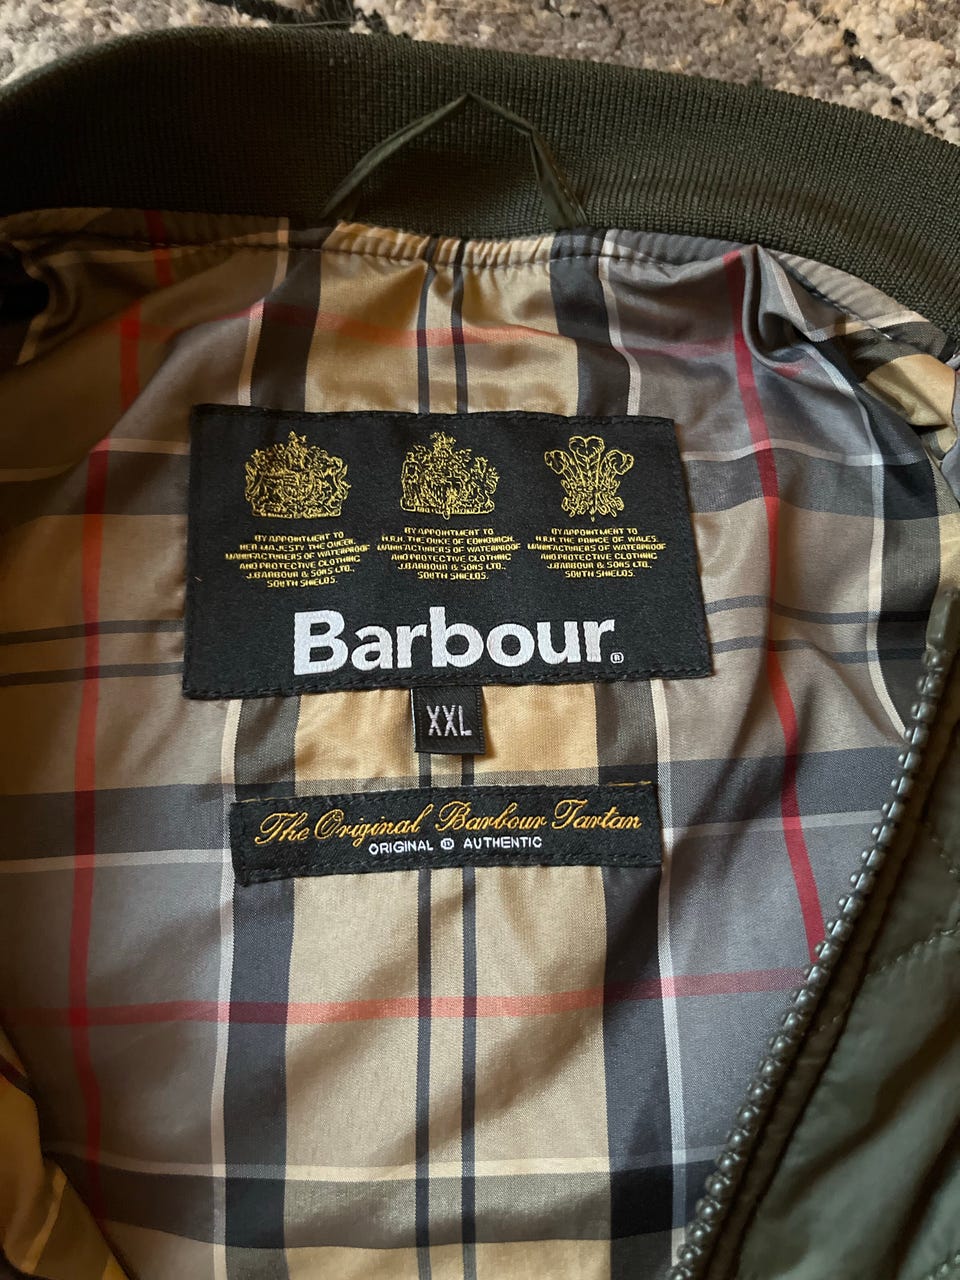 BY APPOINTMENT TO
HER MAJESTY THE QUEEN.
MANUFACTURERS OF WATERPROOF
AND PROTECTIVE CLOTHING
J.BARBOUR & SONS LTD.
SOUTH SHIELDS.
BY APPOINTMENT TO
H.R.H. THE DUKE OF EDINBURGH.
MANUFACTURERS OF WATERPROOF
AND PROTECTIVE CLOTHING
J.BARBOUR & SONS LTD.
SOUTH SHIELDS.
BY APPOINTMENT TO
H.R.H. THE PRINCE OF WALES.
MANUFACTURERS OF WATERPROOF
AND PROTECTIVE CLOTHING
J.BARBOUR & SONS LTD.
SOUTH SHIELDS.
Barbour®
XXL
The Original Barbour Tartan
ORIGINAL ® AUTHENTIC